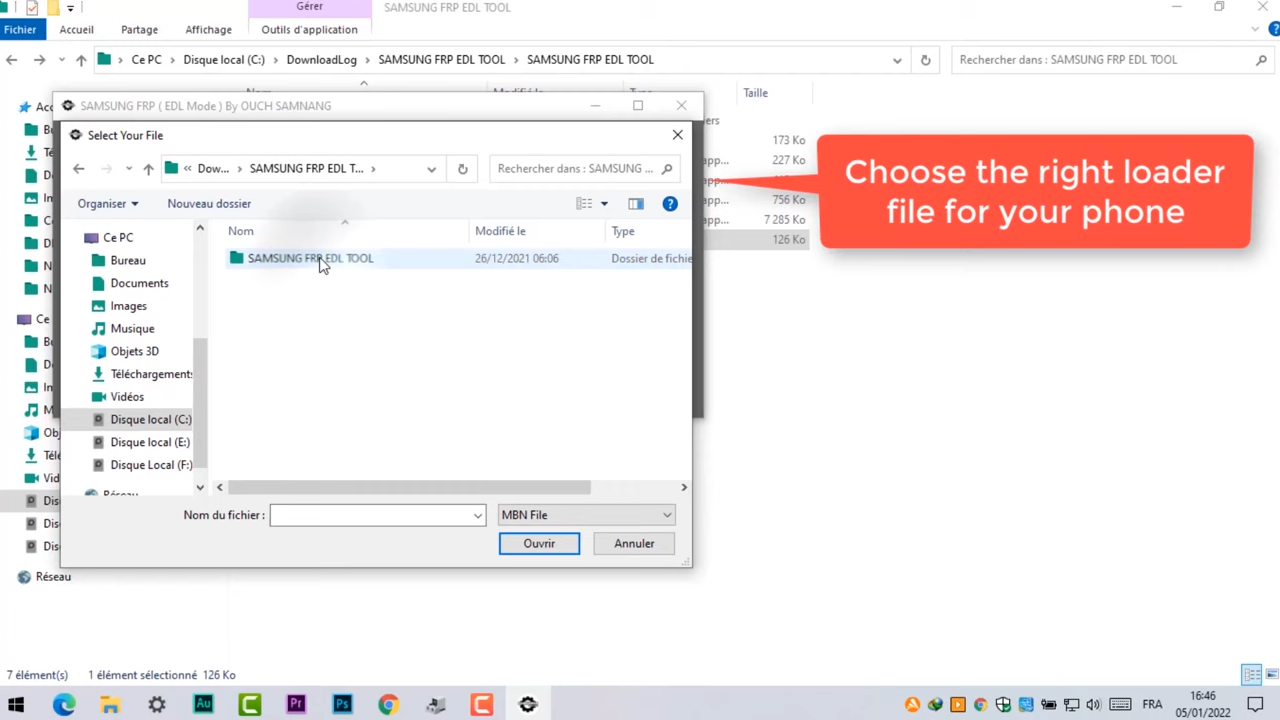 Gérer
SAMSUNG FRP EDL TOOL
Fichier
Accueil
Partage
Affichage
Outils d'application
Ce PC > Disque local (C:) > DownloadLog > SAMSUNG FRP EDL TOOL > SAMSUNG FRP EDL TOOL
Rechercher dans : SAMSUNG FRP EDL TOOL
Taille
SAMSUNG FRP ( EDL Mode ) By OUCH SAMNANG
173 Ko
227 Ko
756 Ko
7 285 Ko
126 Ko
Choose the right loader
file for your phone
Select Your File
« Dow... > SAMSUNG FRP EDL T... >
Rechercher dans : SAMSUNG ...
Organiser
Nouveau dossier
Nom
Modifié le
Type
SAMSUNG FRP EDL TOOL
26/12/2021 06:06
Dossier de fichie
Ce PC
Bureau
Documents
Images
Musique
Objets 3D
Téléchargements
Vidéos
Disque local (C:)
Disque local (E:)
Disque Local (F:)
Réseau
Nom du fichier :
MBN File
Ouvrir
Annuler
Réseau
7 élément(s)
1 élément sélectionné 126 Ko
FRA
16:46
05/01/2022